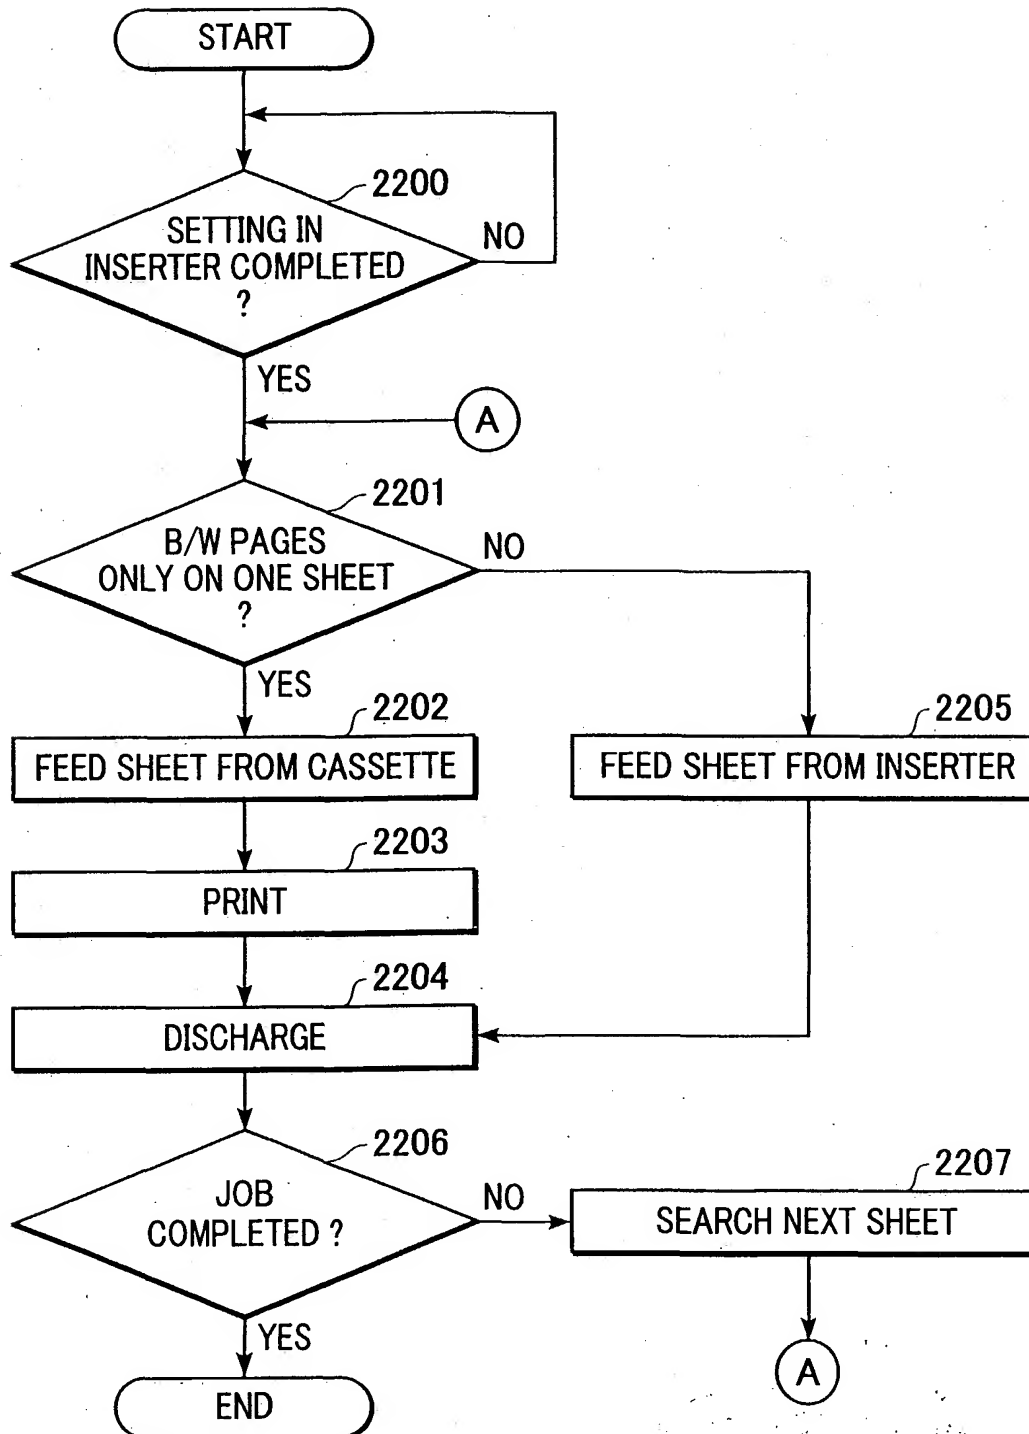 START
2200
SETTING IN
INSERTER COMPLETED
?
NO
YES
A
2201
B/W PAGES
ONLY ON ONE SHEET
?
NO
YES
2202
FEED SHEET FROM CASSETTE
2205
FEED SHEET FROM INSERTER
2203
PRINT
2204
DISCHARGE
2206
JOB
COMPLETED ?
NO
2207
SEARCH NEXT SHEET
YES
A
END